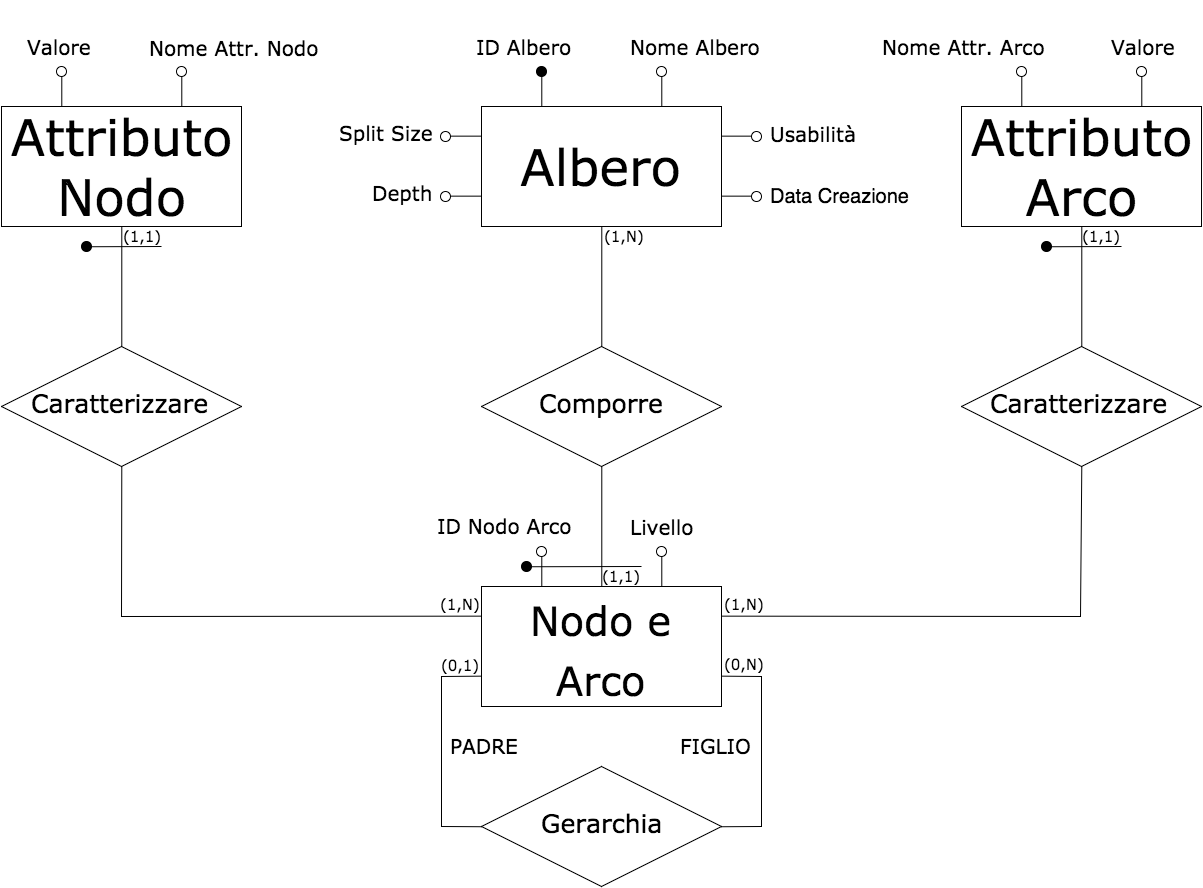 Valore
Nome Attr. Nodo
ID Albero
Nome Albero
Nome Attr. Arco
Valore
Attributo
Nodo
Split Size
Depth
Albero
Usabilità
Data Creazione
Attributo
Arco
(1,1)
(1,N)
(1,1)
Caratterizzare
Comporre
Caratterizzare
ID Nodo Arco
Livello
(1,1)
(1,N)
(1,N)
Nodo e
Arco
(0,1)
(0,N)
PADRE
FIGLIO
Gerarchia